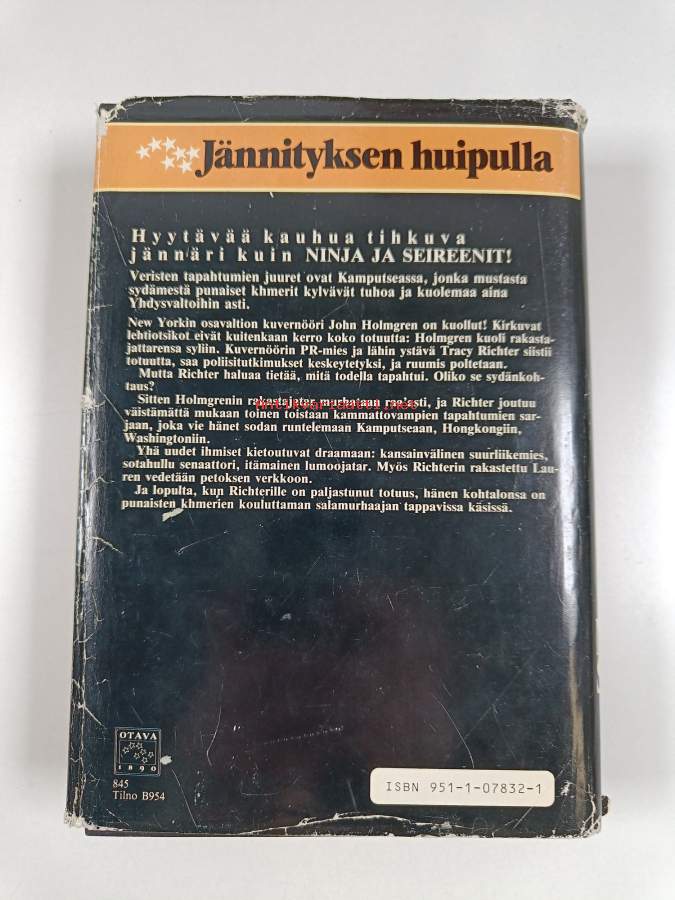 Jännityksen huipulla
Hyytävää kauhua tihkuva
jännäri kuin NINJA JA SEIREENIT!
Veristen tapahtumien juuret ovat Kamputseassa, jonka mustasta
sydämestä punaiset khmerit kylvävät tuhoa ja kuolemaa aina
Yhdysvaltoihin asti.
New Yorkin osavaltion kuvernööri John Holmgren on kuollut! Kirkuvat
lehtiotsikot eivät kuitenkaan kerro koko totuutta: Holmgren kuoli rakasta-
jattarensa syliin. Kuvernöörin PR-mies ja lähin ystävä Tracy Richter siistii
totuutta, saa poliisitutkimukset keskeytetyksi, ja ruumis poltetaan.
Mutta Richter haluaa tietää, mitä todella tapahtui. Oliko se sydänkoh-
taus?
Sitten Holmgrenin rakastajatar murhataan raa'asti, ja Richter joutuu
väistämättä mukaan toinen toistaan kammottavampien tapahtumien sar-
jaan, joka vie hänet sodan runtelemaan Kamputseaan, Hongkongiin,
Washingtoniin.
Yhä uudet ihmiset kietoutuvat draamaan: kansainvälinen suurliikemies,
sotahullu senaattori, itämainen lumoojatar. Myös Richterin rakastettu Lau-
ren vedetään petoksen verkkoon.
Ja lopulta, kun Richterille on paljastunut totuus, hänen kohtalonsa on
punaisten khmerien kouluttaman salamurhaajan tappavissa käsissä.
OTAVA
1890
845
Tilno B954
ISBN 951-1-07832-1